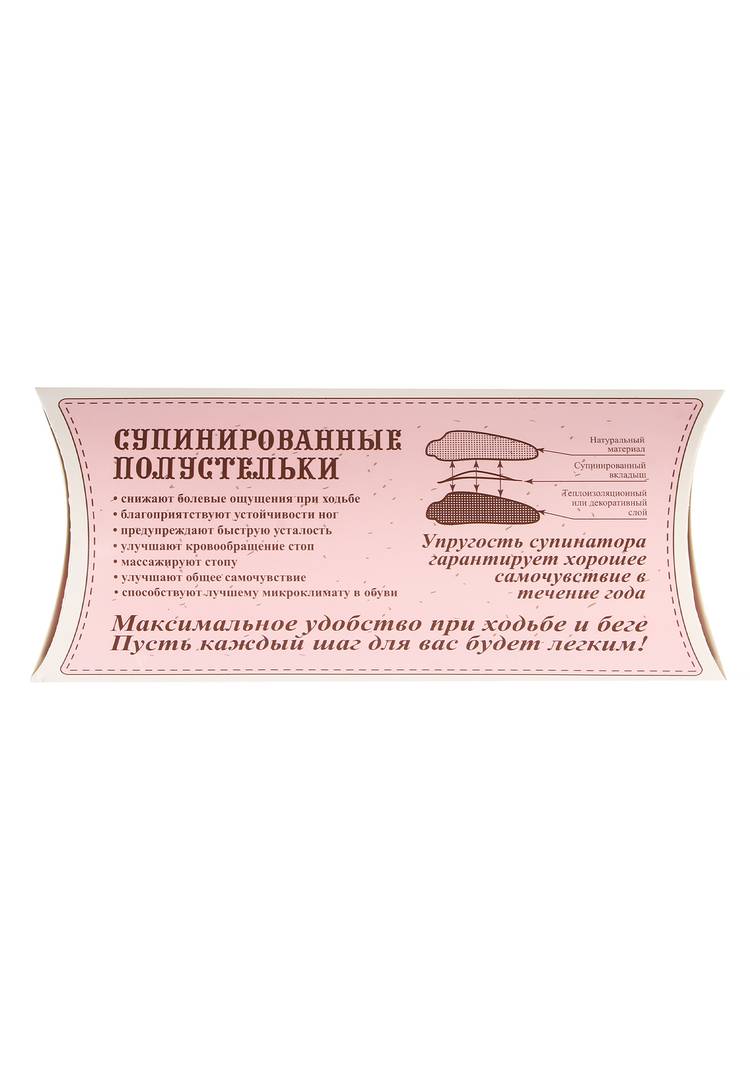 СУПИНИРОВАННЫЕ
ПОЛУСТЕЛЬКИ
• снижают болевые ощущения при ходьбе
• благоприятствуют устойчивости ног
• предупреждают быструю усталость
• улучшают кровообращение стоп
• массажируют стопу
• улучшают общее самочувствие
• способствуют лучшему микроклимату в обуви
Натуральный
материал
Супинированный
вкладыш
Теплоизоляционный
или декоративный
слой
Упругость супинатора
гарантирует хорошее
самочувствие в
течение года
Максимальное удобство при ходьбе и беге
Пусть каждый шаг для вас будет легким!